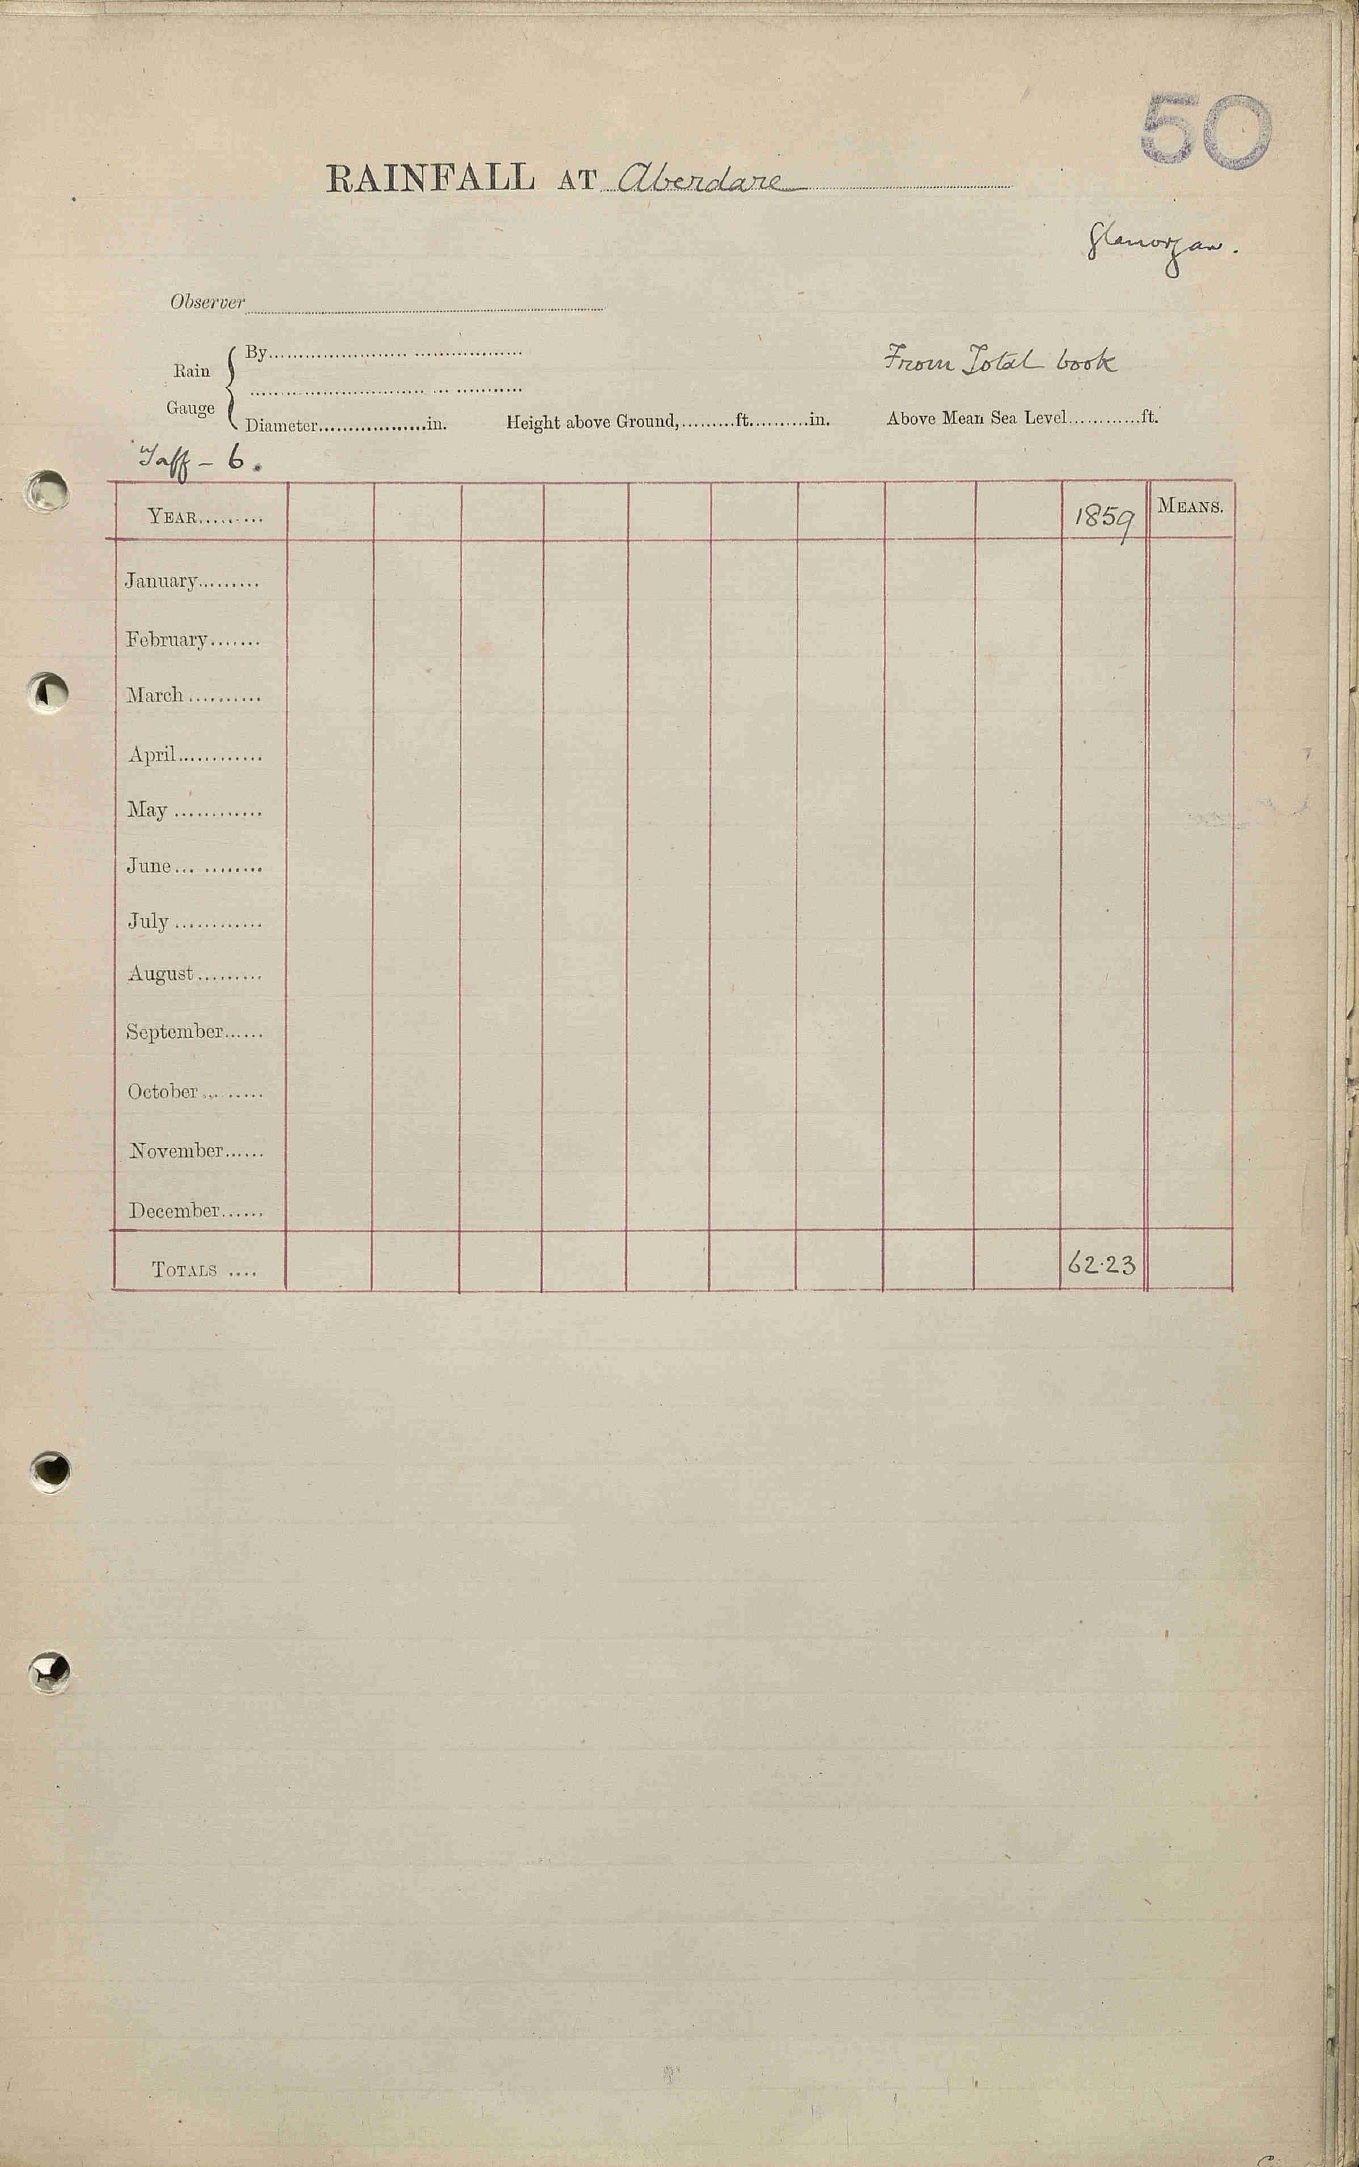 50
RAINFALL AT Aberdare
Glamorgan.
Observer
Rain Gauge
By
From Total book
Diameter in. Height above Ground, ft. in. Above Mean Sea Level ft.
Taff - 6.
YEAR 1859 MEANS.
January
February
March
April
May
June
July
August
September
October
November
December
TOTALS 62.23